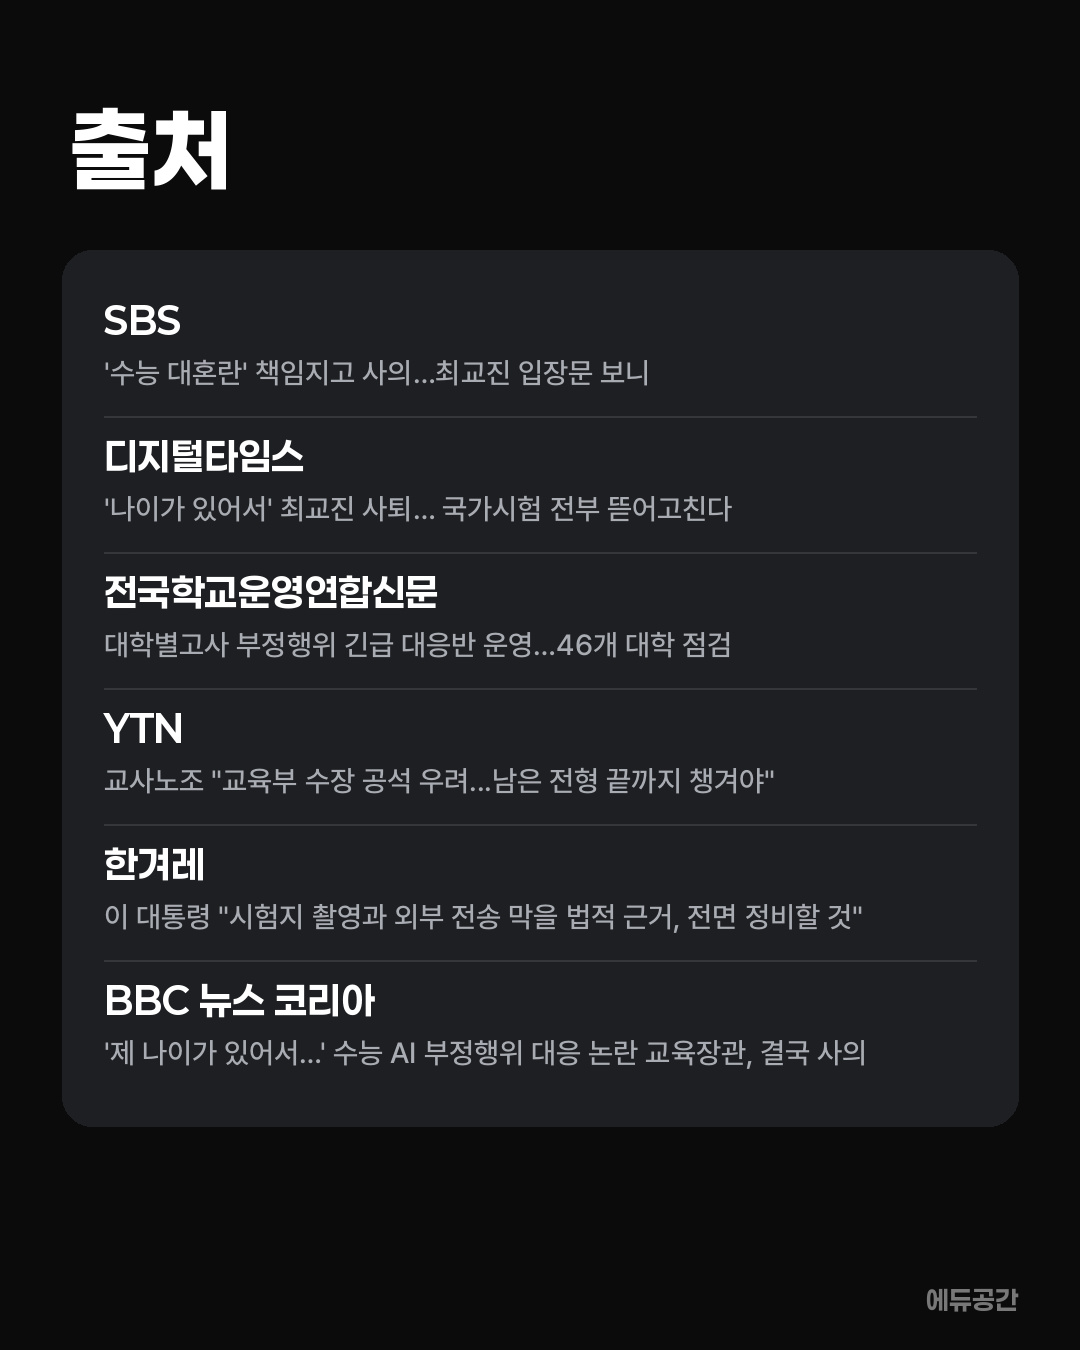 출처
SBS
'수능 대혼란' 책임지고 사의...최교진 입장문 보니
디지털타임스
'나이가 있어서' 최교진 사퇴... 국가시험 전부 뜯어고친다
전국학교운영연합신문
대학별고사 부정행위 긴급 대응반 운영...46개 대학 점검
YTN
교사노조 "교육부 수장 공석 우려...남은 전형 끝까지 챙겨야"
한겨레
이 대통령 "시험지 촬영과 외부 전송 막을 법적 근거, 전면 정비할 것"
BBC 뉴스 코리아
'제 나이가 있어서...' 수능 AI 부정행위 대응 논란 교육장관, 결국 사의
에듀공간